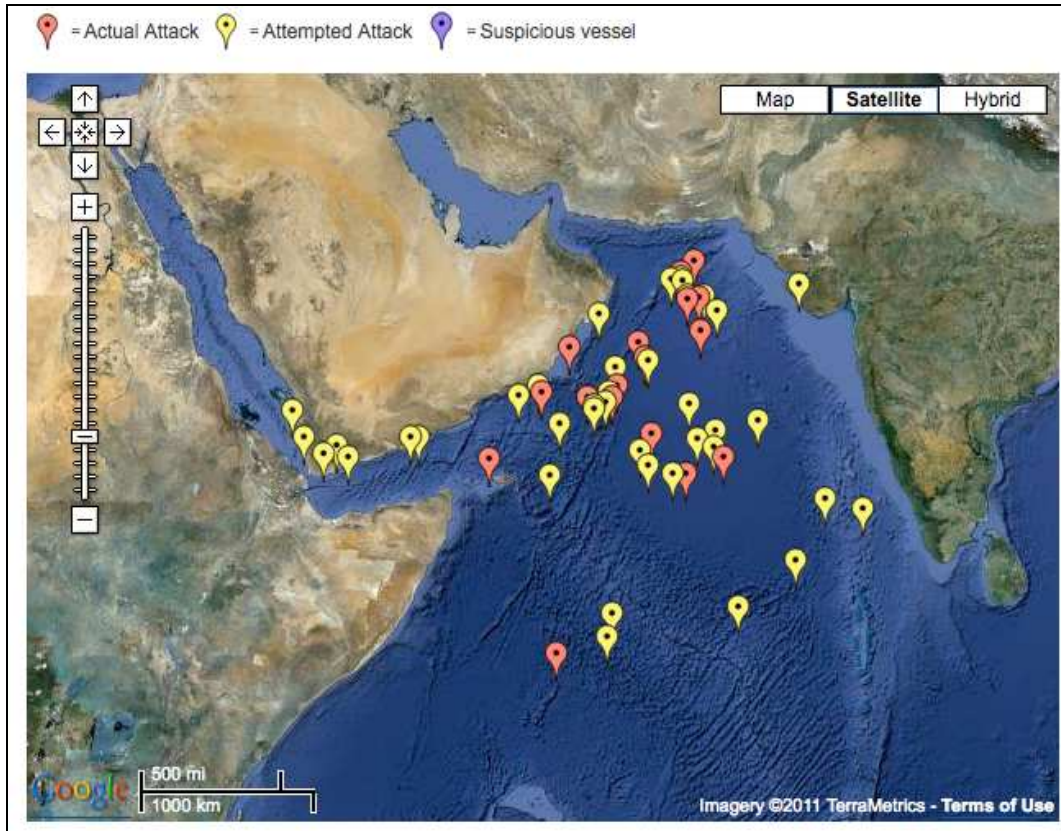 = Actual Attack = Attempted Attack = Suspicious vessel
Map Satellite Hybrid
Google
500 mi
1000 km
Imagery ©2011 TerraMetrics - Terms of Use